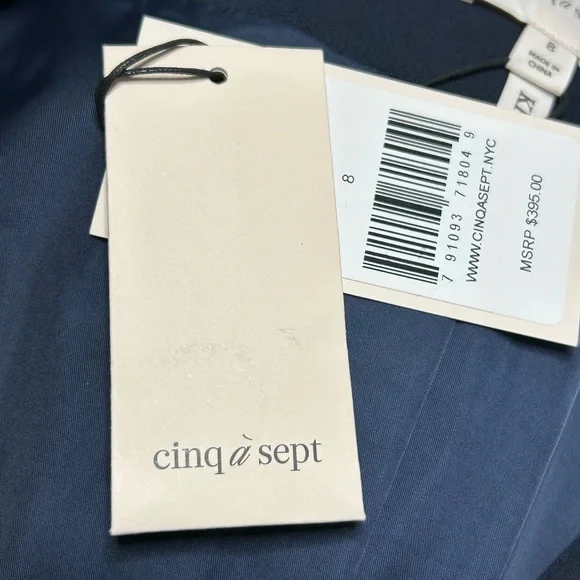 cinq à sept
8
7 91093 71804 9
WWW.CINQASEPT.NYC
MSRP $395.00
8
MADE IN
CHINA